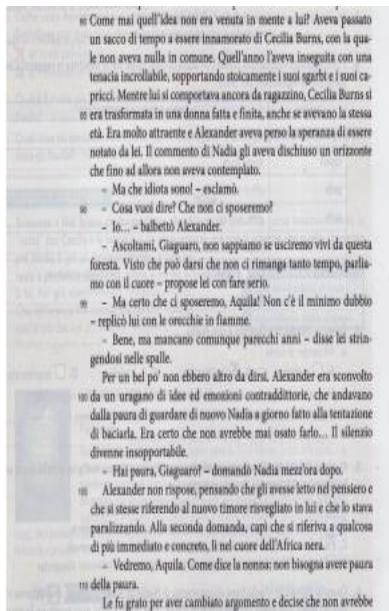 80 Come mai quell'idea non era venuta in mente a lui? Aveva passato
un sacco di tempo a essere innamorato di Cecilia Burns, con la qua-
le non aveva nulla in comune. Quell'anno l'aveva inseguita con una
tenacia incrollabile, sopportando stoicamente i suoi sgarbi e i suoi ca-
pricci. Mentre lui si comportava ancora da ragazzino, Cecilia Burns si
85 era trasformata in una donna fatta e finita, anche se avevano la stessa
età. Era molto attraente e Alexander aveva perso la speranza di essere
notato da lei. Il commento di Nadia gli aveva dischiuso un orizzonte
che fino ad allora non aveva contemplato.
– Ma che idiota sono! – esclamò.
90 – Cosa vuoi dire? Che non ci sposeremo?
– Io... – balbettò Alexander.
– Ascoltami, Giaguaro, non sappiamo se usciremo vivi da questa
foresta. Visto che può darsi che non ci rimanga tanto tempo, parlia-
mo con il cuore – propose lei con fare serio.
95 – Ma certo che ci sposeremo, Aquila! Non c'è il minimo dubbio
– replicò lui con le orecchie in fiamme.
– Bene, ma mancano comunque parecchi anni – disse lei strin-
gendosi nelle spalle.
Per un bel po' non ebbero altro da dirsi. Alexander era sconvolto
100 da un uragano di idee ed emozioni contraddittorie, che andavano
dalla paura di guardare di nuovo Nadia a giorno fatto alla tentazione
di baciarla. Era certo che non avrebbe mai osato farlo... Il silenzio
divenne insopportabile.
– Hai paura, Giaguaro? – domandò Nadia mezz'ora dopo.
105 Alexander non rispose, pensando che gli avesse letto nel pensiero e
che si stesse riferendo al nuovo timore risvegliato in lui e che lo stava
paralizzando. Alla seconda domanda, capì che si riferiva a qualcosa
di più immediato e concreto, lì nel cuore dell'Africa nera.
– Vedremo, Aquila. Come dice la nonna: non bisogna avere paura
110 della paura.
Le fu grato per aver cambiato argomento e decise che non avrebbe